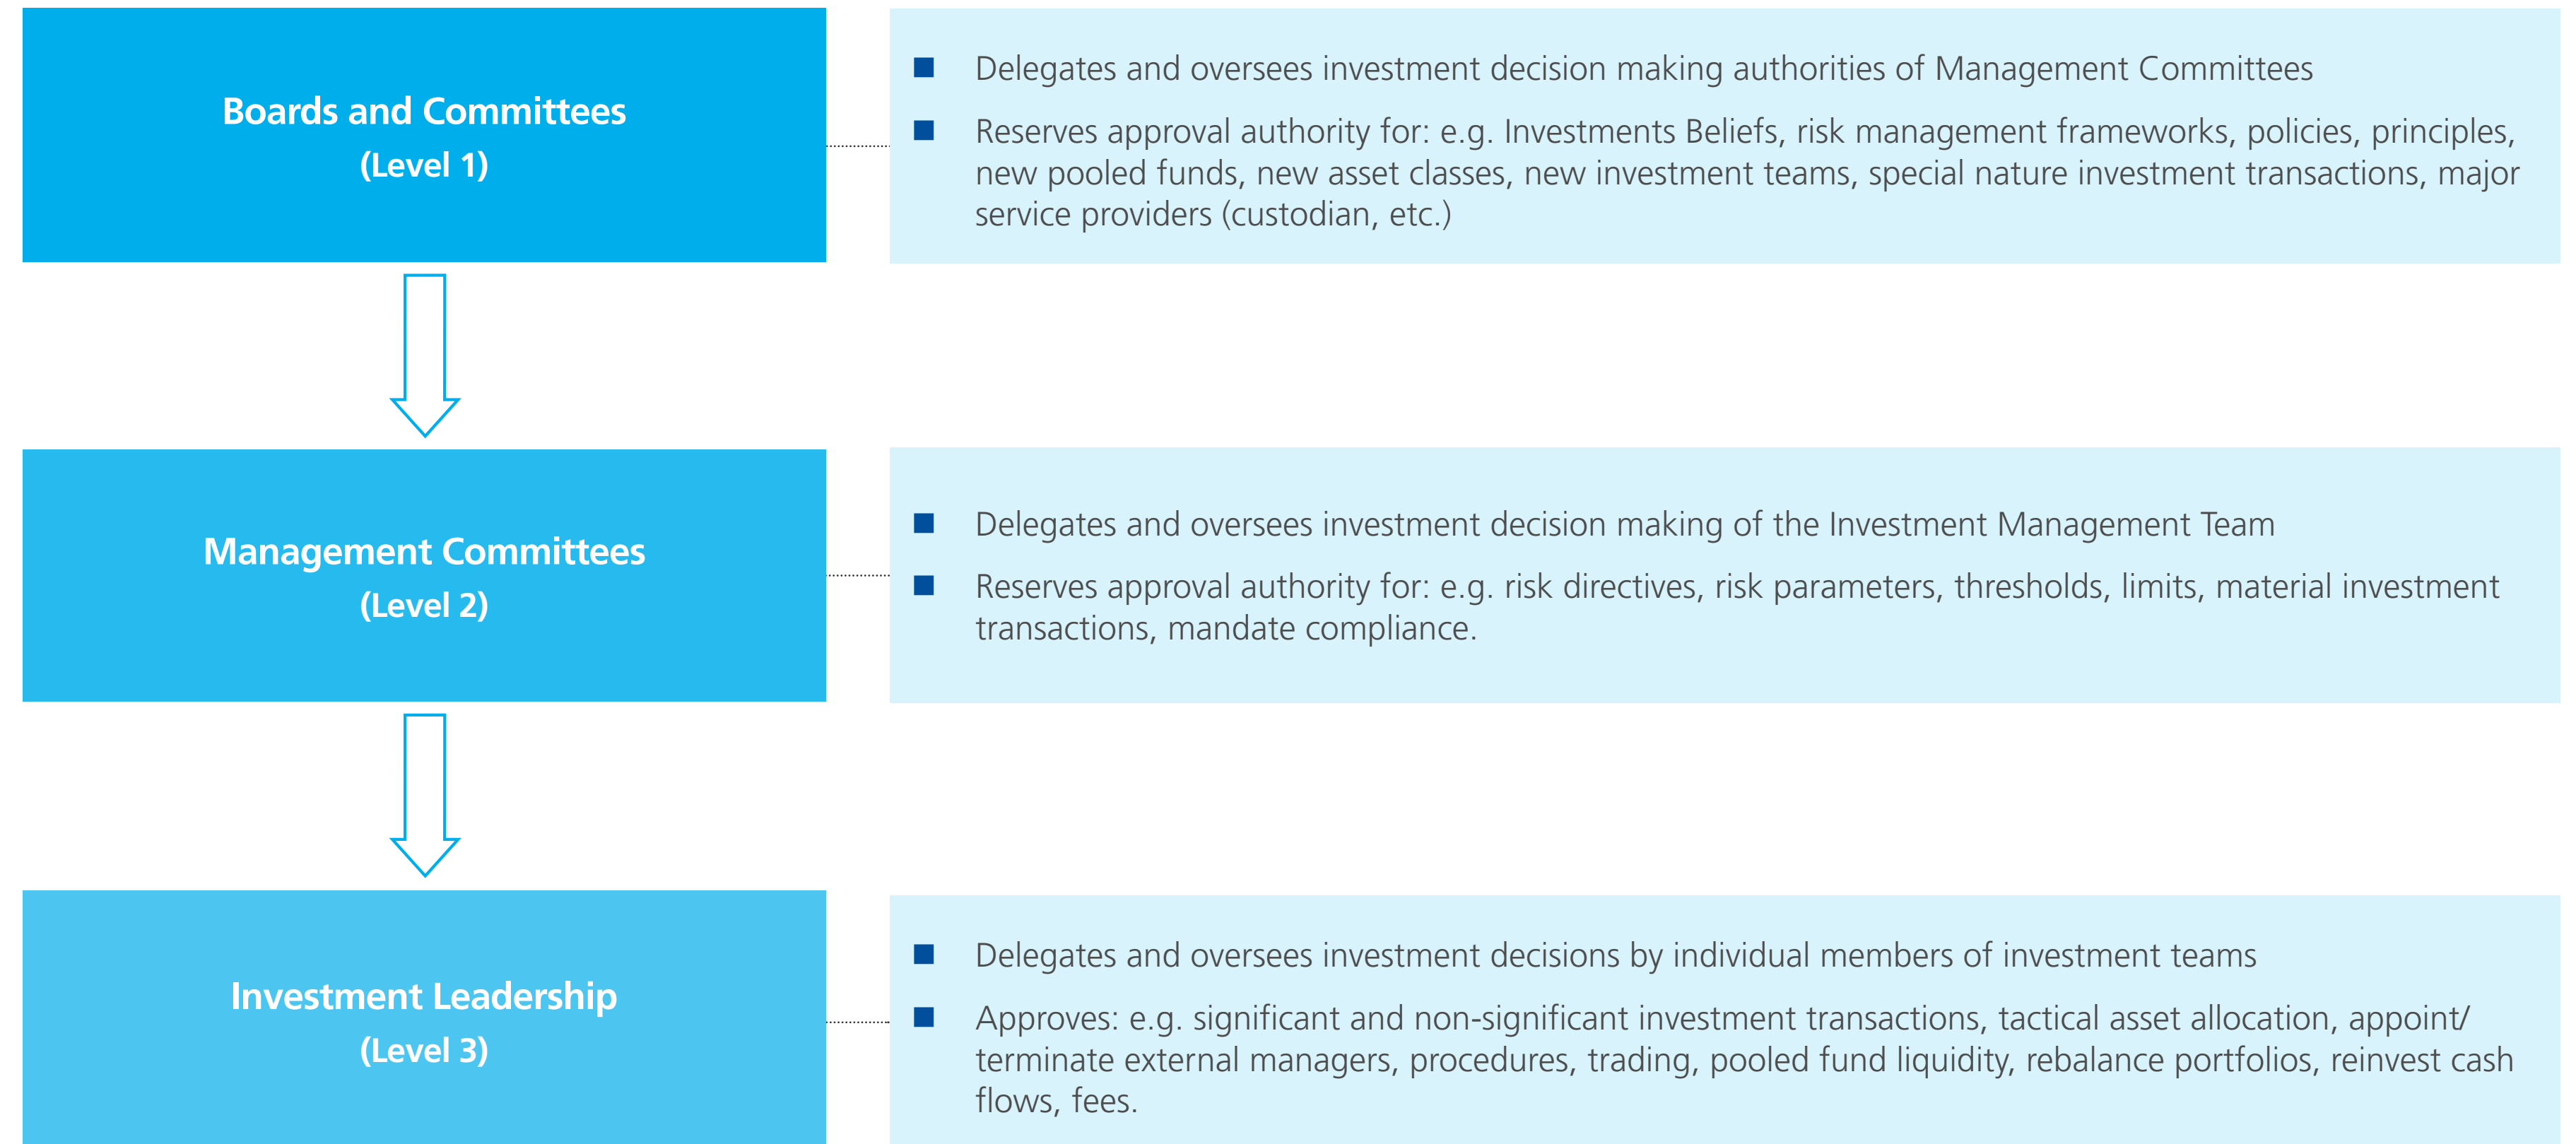 Boards and Committees
(Level 1)
Delegates and oversees investment decision making authorities of Management Committees
Reserves approval authority for: e.g. Investments Beliefs, risk management frameworks, policies, principles,
new pooled funds, new asset classes, new investment teams, special nature investment transactions, major
service providers (custodian, etc.)
Management Committees
(Level 2)
Delegates and oversees investment decision making of the Investment Management Team
Reserves approval authority for: e.g. risk directives, risk parameters, thresholds, limits, material investment
transactions, mandate compliance.
Investment Leadership
(Level 3)
Delegates and oversees investment decisions by individual members of investment teams
Approves: e.g. significant and non-significant investment transactions, tactical asset allocation, appoint/
terminate external managers, procedures, trading, pooled fund liquidity, rebalance portfolios, reinvest cash
flows, fees.